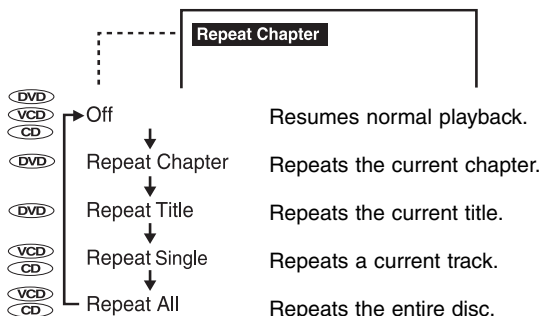 Repeat Chapter
DVD
VCD Off Resumes normal playback.
CD
DVD Repeat Chapter Repeats the current chapter.
DVD Repeat Title Repeats the current title.
VCD Repeat Single Repeats a current track.
CD
VCD Repeat All Repeats the entire disc.
CD